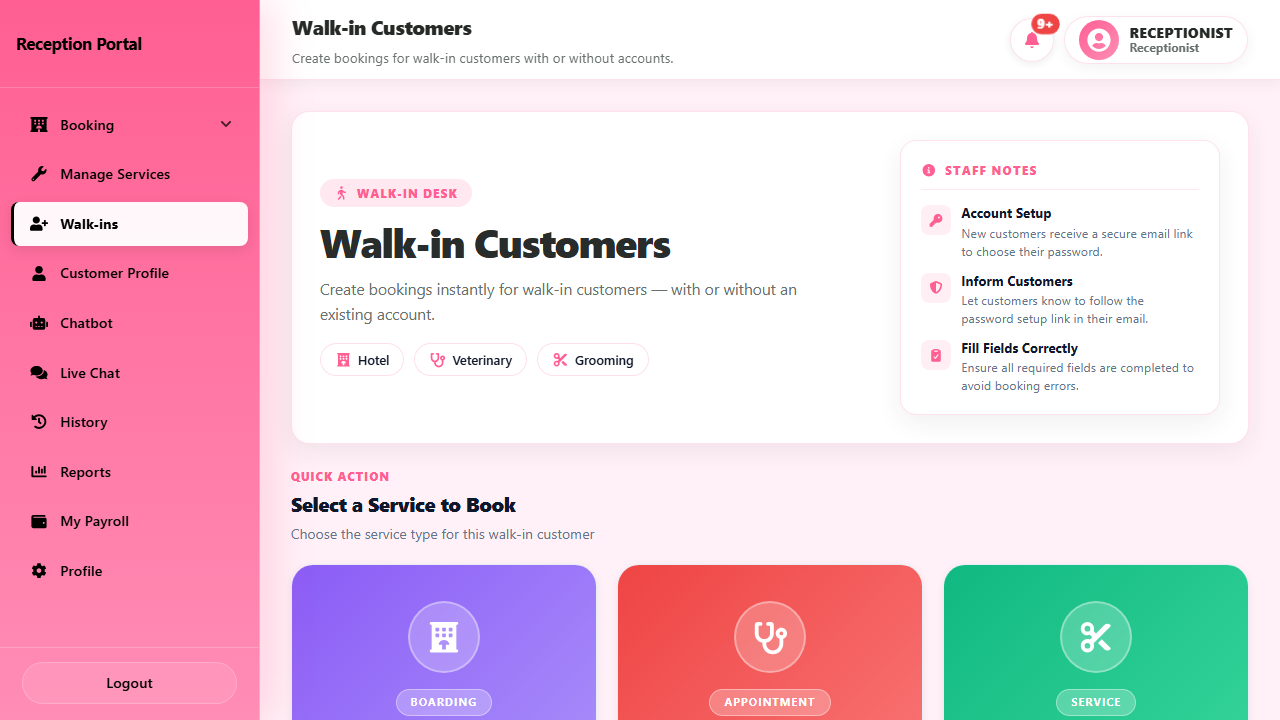 Reception Portal
Booking
Manage Services
Walk-ins
Customer Profile
Chatbot
Live Chat
History
Reports
My Payroll
Profile
Logout
Walk-in Customers
Create bookings for walk-in customers with or without accounts.
9+
RECEPTIONIST
Receptionist
WALK-IN DESK
Walk-in Customers
Create bookings instantly for walk-in customers — with or without an
existing account.
Hotel
Veterinary
Grooming
STAFF NOTES
Account Setup
New customers receive a secure email link
to choose their password.
Inform Customers
Let customers know to follow the
password setup link in their email.
Fill Fields Correctly
Ensure all required fields are completed to
avoid booking errors.
QUICK ACTION
Select a Service to Book
Choose the service type for this walk-in customer
BOARDING
APPOINTMENT
SERVICE